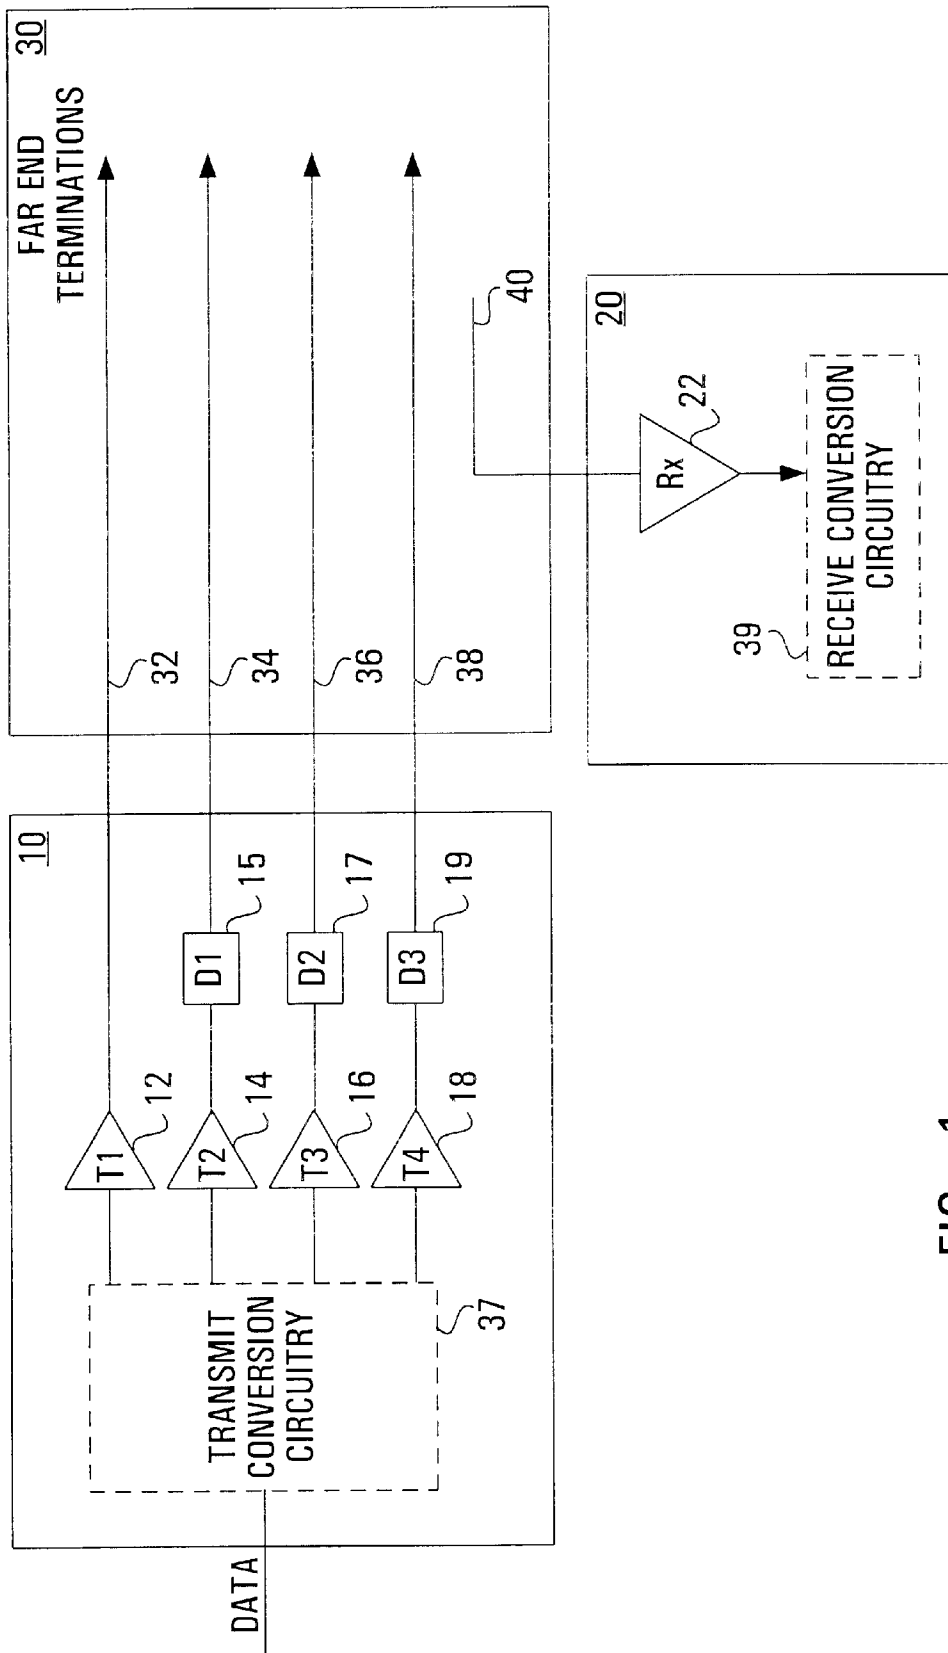 30
FAR END
TERMINATIONS
32
34
36
38
40
10
T1
12
T2
14
D1
15
T3
16
D2
17
T4
18
D3
19
TRANSMIT
CONVERSION
CIRCUITRY
37
DATA
20
Rx
22
39
RECEIVE CONVERSION
CIRCUITRY
FIG. 1